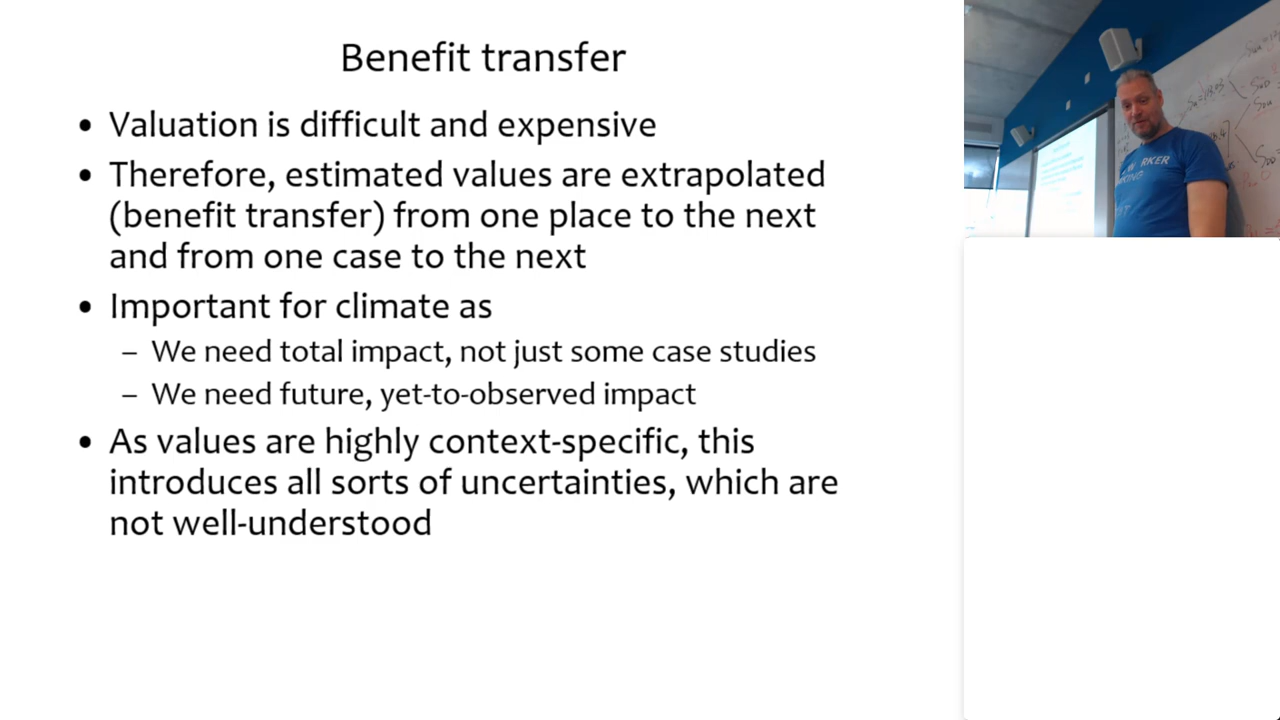 Benefit transfer
• Valuation is difficult and expensive
• Therefore, estimated values are extrapolated
(benefit transfer) from one place to the next
and from one case to the next
• Important for climate as
– We need total impact, not just some case studies
– We need future, yet-to-observed impact
• As values are highly context-specific, this
introduces all sorts of uncertainties, which are
not well-understood
RKER